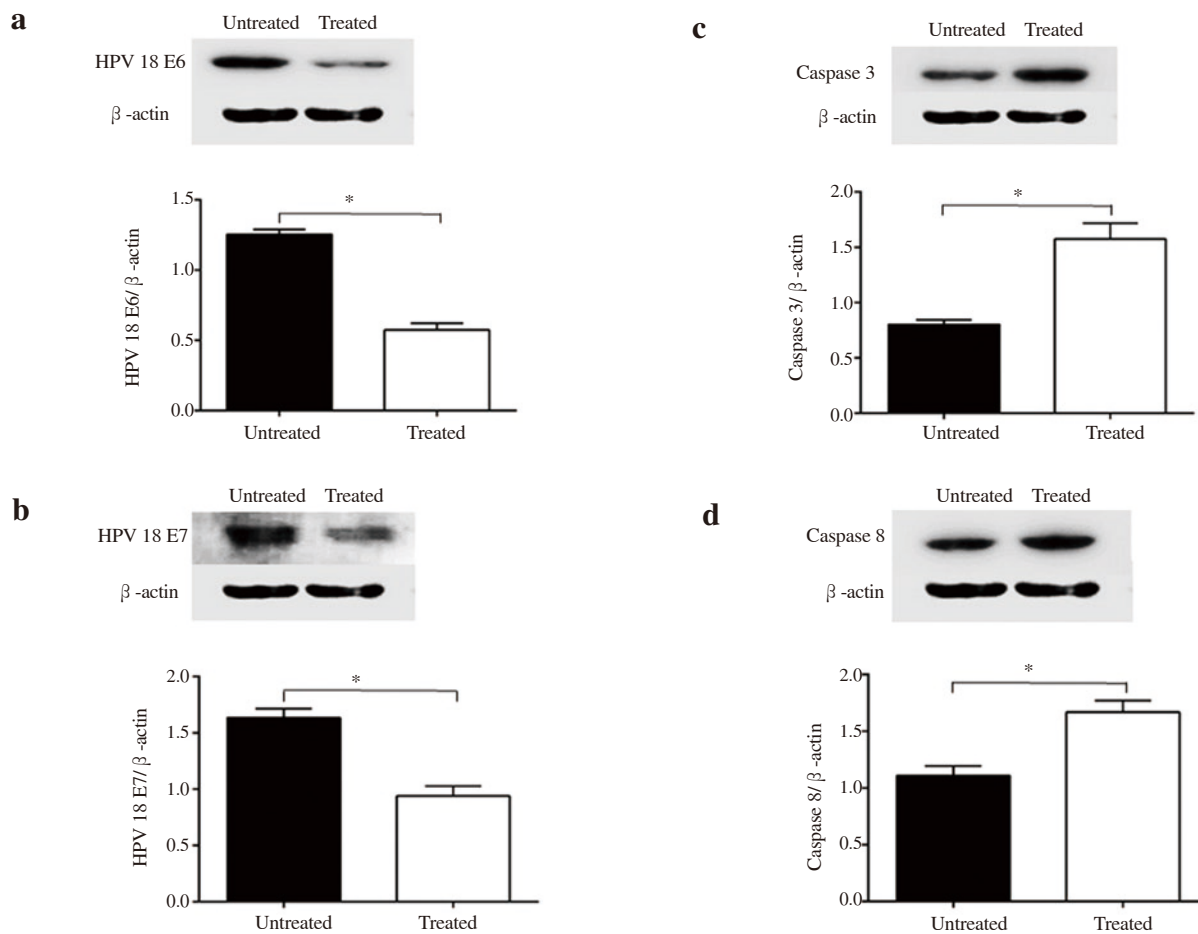 a
Untreated Treated
HPV 18 E6
β -actin
1.5
1.0
0.5
0.0
HPV 18 E6/ β -actin
*
Untreated Treated
b
Untreated Treated
HPV 18 E7
β -actin
2.0
1.5
1.0
0.5
0.0
HPV 18 E7/ β -actin
*
Untreated Treated
c
Untreated Treated
Caspase 3
β -actin
2.0
1.5
1.0
0.5
0.0
Caspase 3/ β -actin
*
Untreated Treated
d
Untreated Treated
Caspase 8
β -actin
2.0
1.5
1.0
0.5
0.0
Caspase 8/ β -actin
*
Untreated Treated